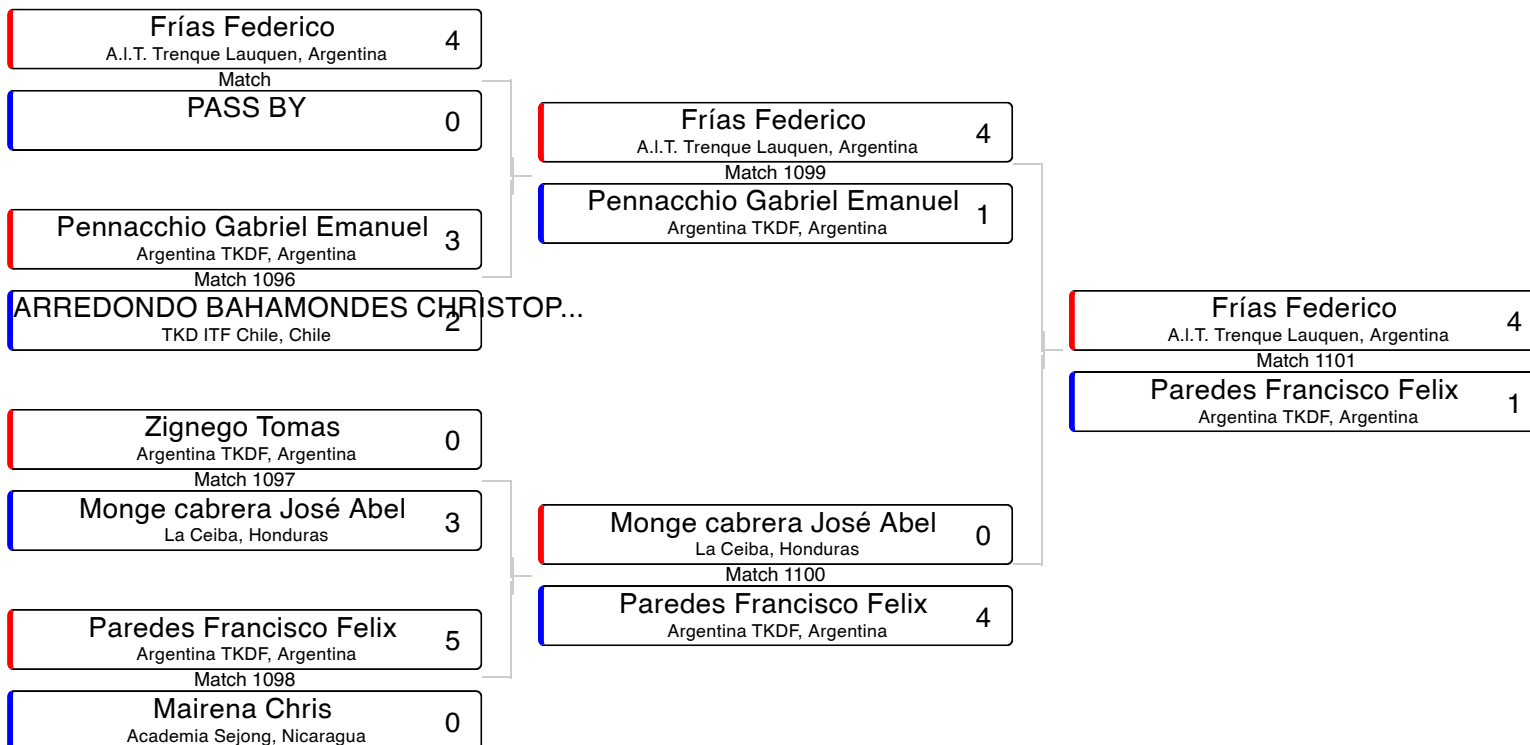 Frías Federico
4
A.I.T. Trenque Lauquen, Argentina
Match
PASS BY
0
Pennacchio Gabriel Emanuel
3
Argentina TKDF, Argentina
Match 1096
ARREDONDO BAHAMONDES CHRISTOP...
2
TKD ITF Chile, Chile
Zignego Tomas
0
Argentina TKDF, Argentina
Match 1097
Monge cabrera José Abel
3
La Ceiba, Honduras
Paredes Francisco Felix
5
Argentina TKDF, Argentina
Match 1098
Mairena Chris
0
Academia Sejong, Nicaragua
Frías Federico
4
A.I.T. Trenque Lauquen, Argentina
Match 1099
Pennacchio Gabriel Emanuel
1
Argentina TKDF, Argentina
Monge cabrera José Abel
0
La Ceiba, Honduras
Match 1100
Paredes Francisco Felix
4
Argentina TKDF, Argentina
Frías Federico
4
A.I.T. Trenque Lauquen, Argentina
Match 1101
Paredes Francisco Felix
1
Argentina TKDF, Argentina